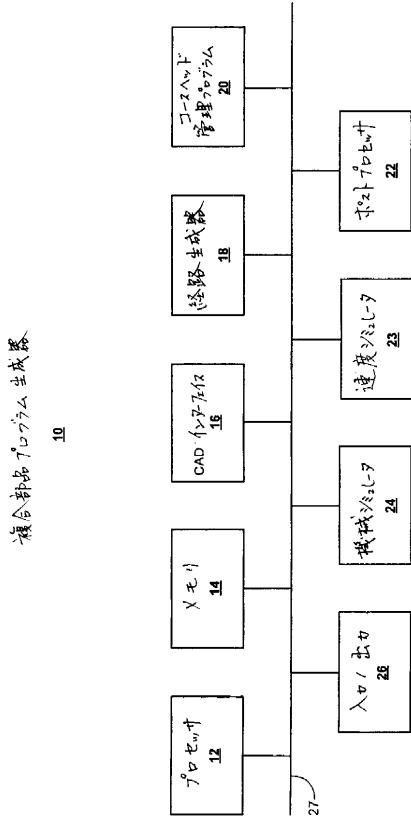 複合部品プログラム生成器
10
プロセッサ
12
メモリ
14
CAD インターフェイス
16
経路生成器
18
コースヘッド
管理プログラム
20
入力/出力
26
機械シミュレータ
24
速度シミュレータ
23
ポストプロセッサ
22
27